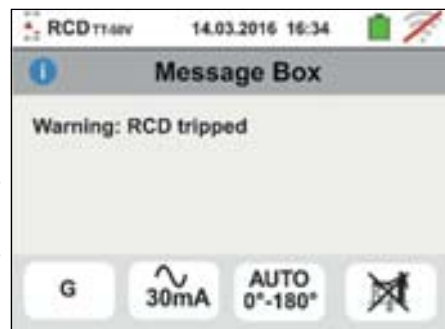 RCD TT-50V 14.03.2016 16:34
Message Box
Warning: RCD tripped
G 30mA AUTO 0°-180°